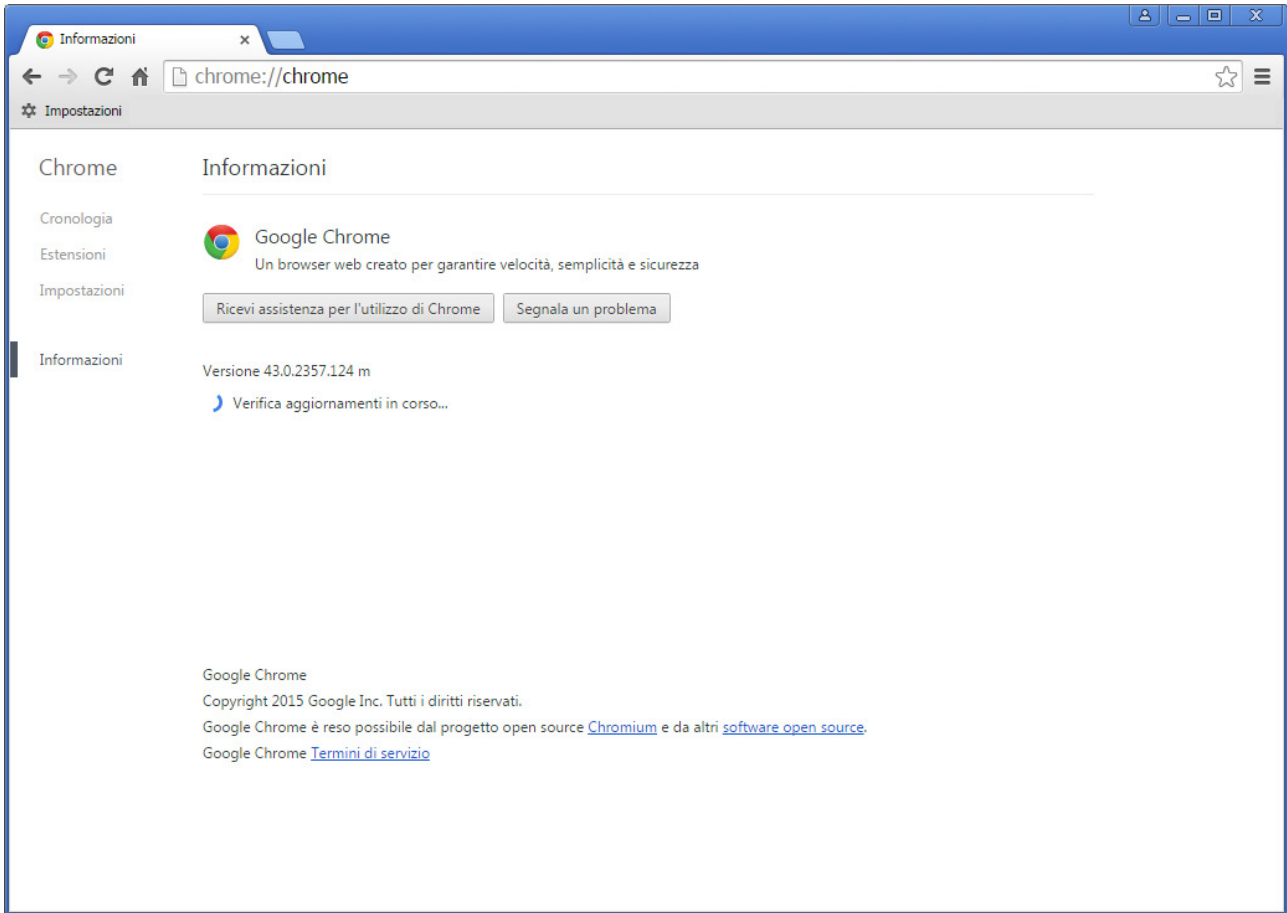 Informazioni
chrome://chrome
Impostazioni
Chrome
Cronologia
Estensioni
Impostazioni
Informazioni
Informazioni
Google Chrome
Un browser web creato per garantire velocità, semplicità e sicurezza
Ricevi assistenza per l'utilizzo di Chrome Segnala un problema
Versione 43.0.2357.124 m
Verifica aggiornamenti in corso...
Google Chrome
Copyright 2015 Google Inc. Tutti i diritti riservati.
Google Chrome è reso possibile dal progetto open source Chromium e da altri software open source.
Google Chrome Termini di servizio